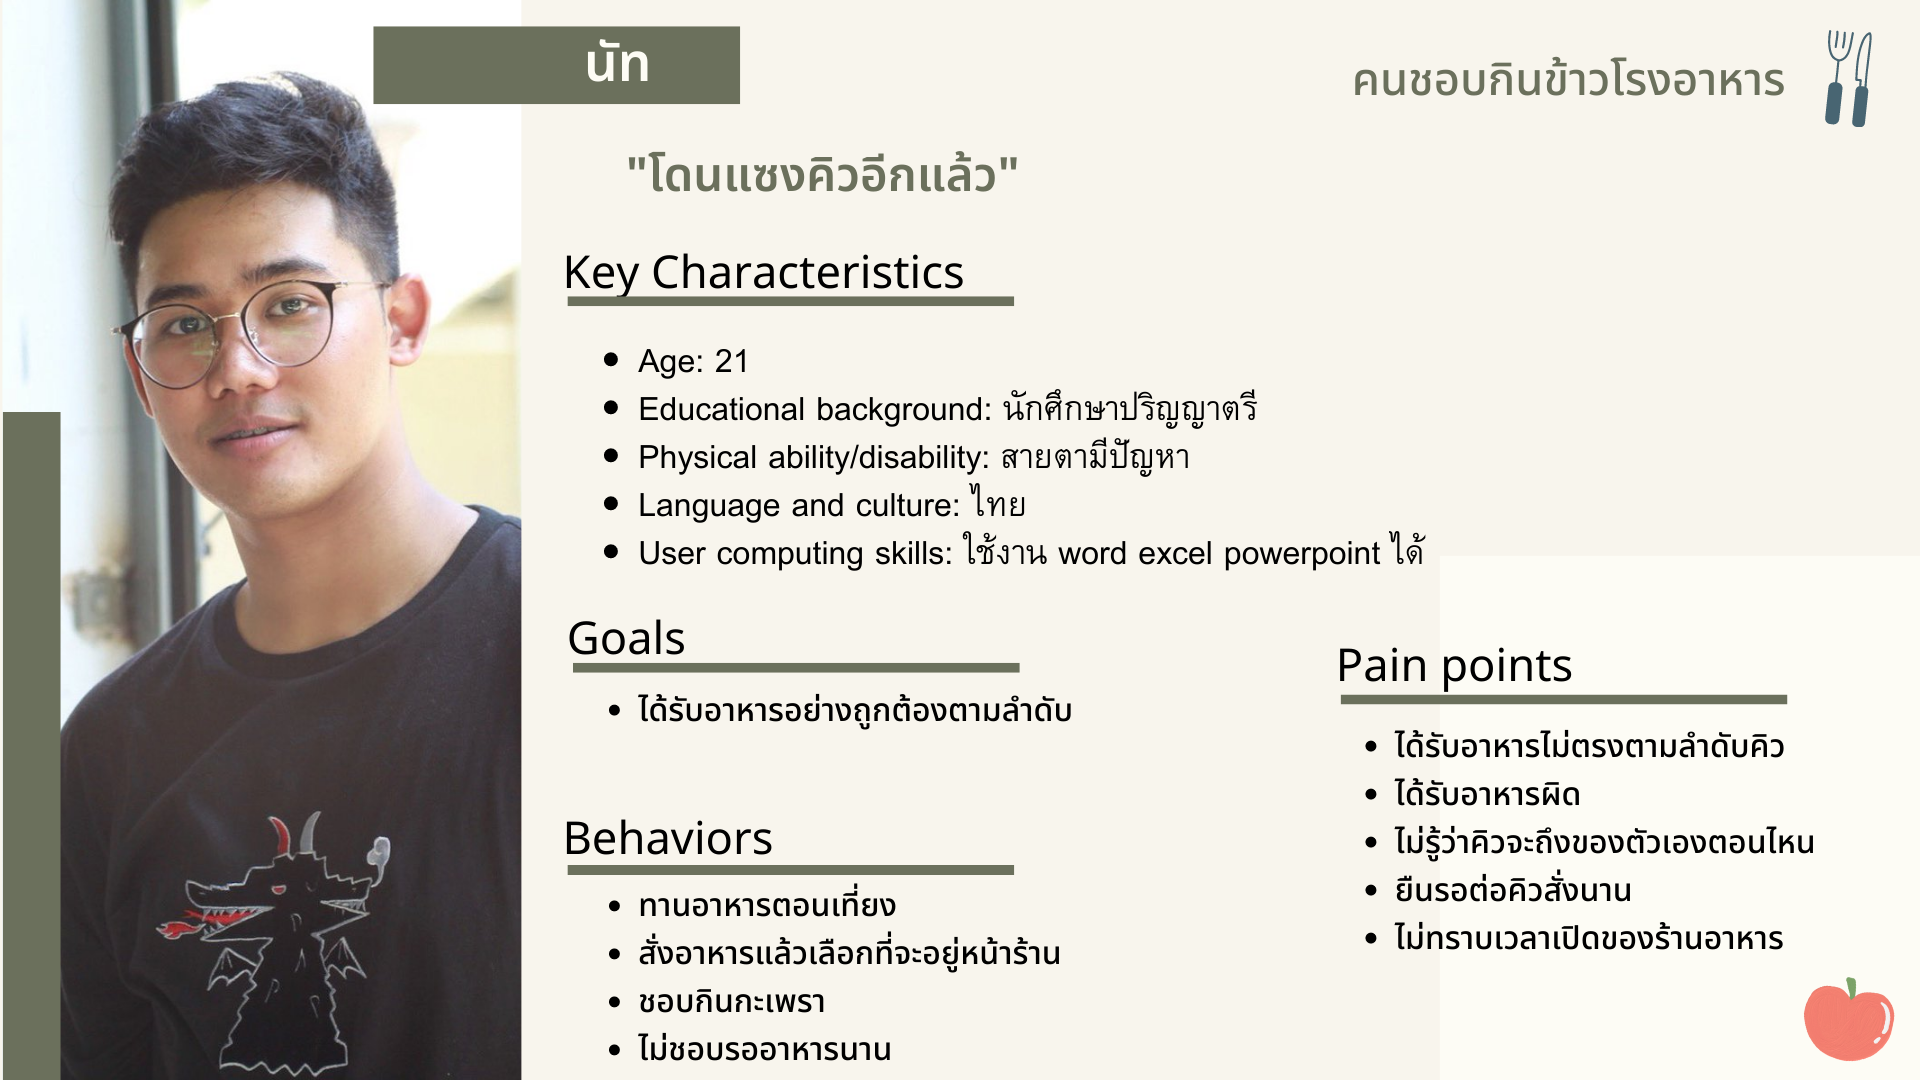 นัท
คนชอบกินข้าวโรงอาหาร
"โดนแซงคิวอีกแล้ว"
Key Characteristics
Age: 21
Educational background: นักศึกษาปริญญาตรี
Physical ability/disability: สายตามีปัญหา
Language and culture: ไทย
User computing skills: ใช้งาน word excel powerpoint ได้
Goals
ได้รับอาหารอย่างถูกต้องตามลำดับ
Behaviors
ทานอาหารตอนเที่ยง
สั่งอาหารแล้วเลือกที่จะอยู่หน้าร้าน
ชอบกินกะเพรา
ไม่ชอบรออาหารนาน
Pain points
ได้รับอาหารไม่ตรงตามลำดับคิว
ได้รับอาหารผิด
ไม่รู้ว่าคิวจะถึงของตัวเองตอนไหน
ยืนรอต่อคิวสั่งนาน
ไม่ทราบเวลาเปิดของร้านอาหาร